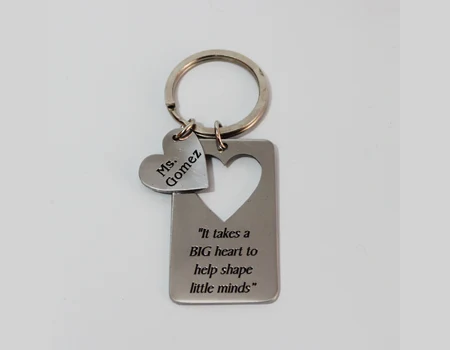 Ms.
Gomez
"It takes a
BIG heart to
help shape
little minds"